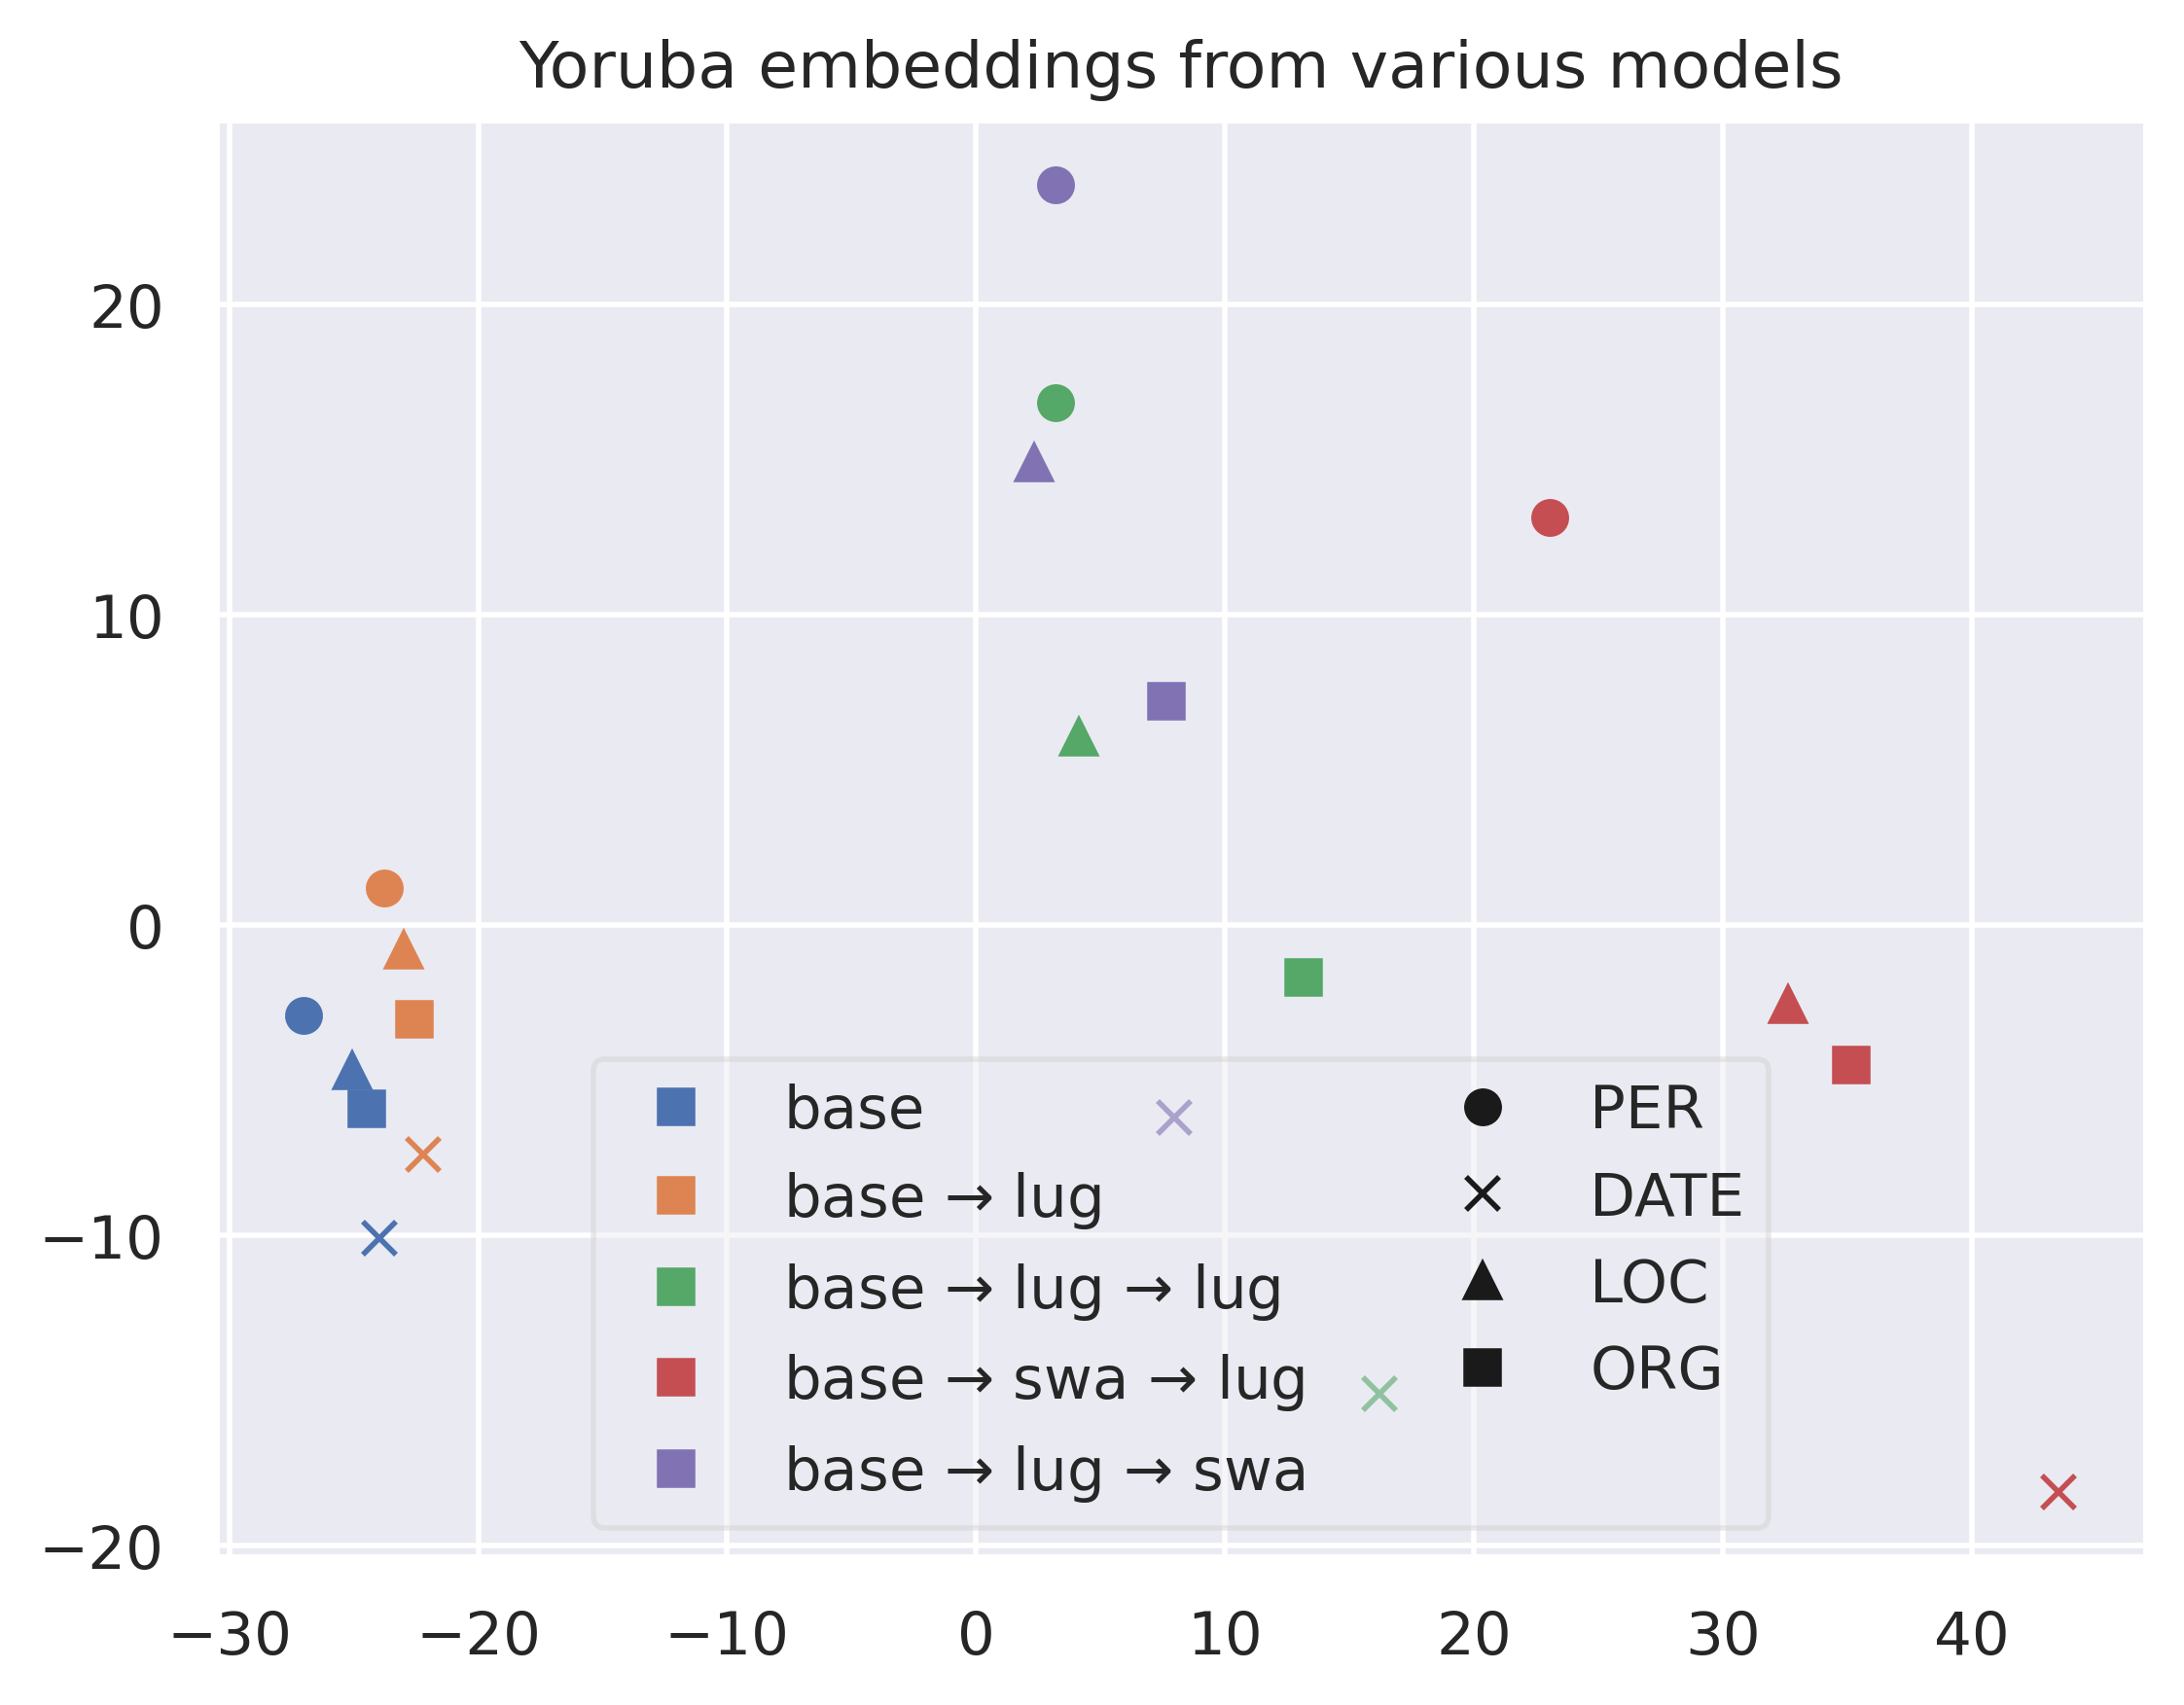 Yoruba embeddings from various models
20
10
0
−10
−20
base
base → lug
base → lug → lug
base → swa → lug
base → lug → swa
PER
DATE
LOC
ORG
−30 −20 −10 0 10 20 30 40